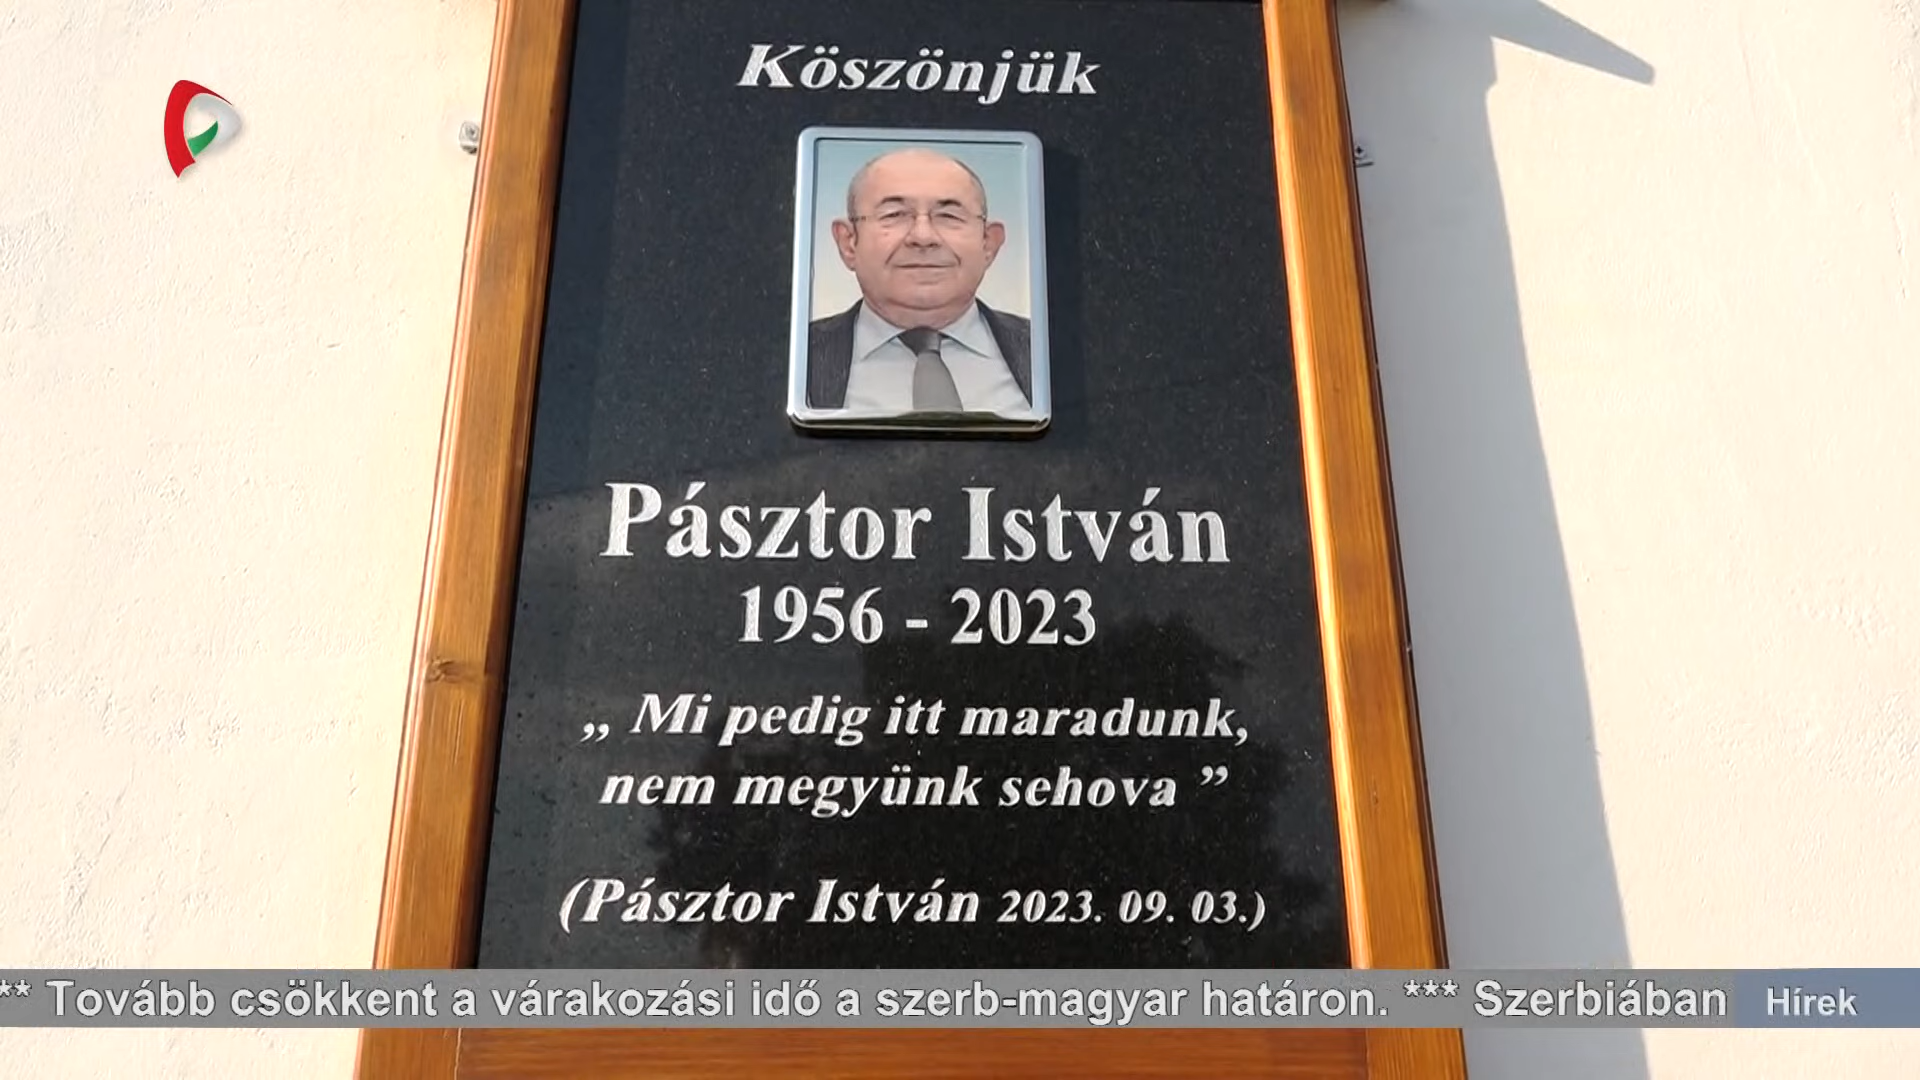 Köszönjük
Pásztor István
1956 - 2023
„ Mi pedig itt maradunk,
nem megyünk sehova ”
(Pásztor István 2023. 09. 03.)
** Tovább csökkent a várakozási idő a szerb-magyar határon. *** Szerbiában
Hírek